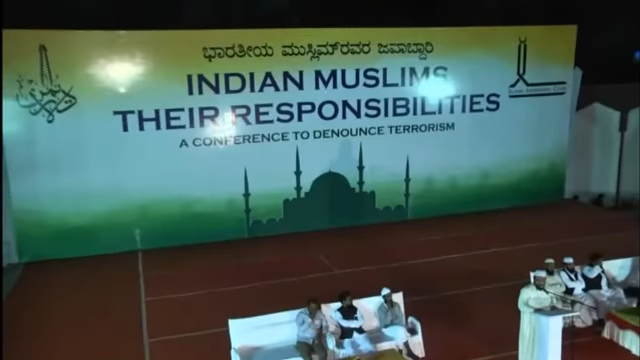 ಭಾರತೀಯ ಮುಸ್ಲಿಮ್‌ರವರ ಜವಾಬ್ದಾರಿ
INDIAN MUSLIMS
THEIR RESPONSIBILITIES
A CONFERENCE TO DENOUNCE TERRORISM